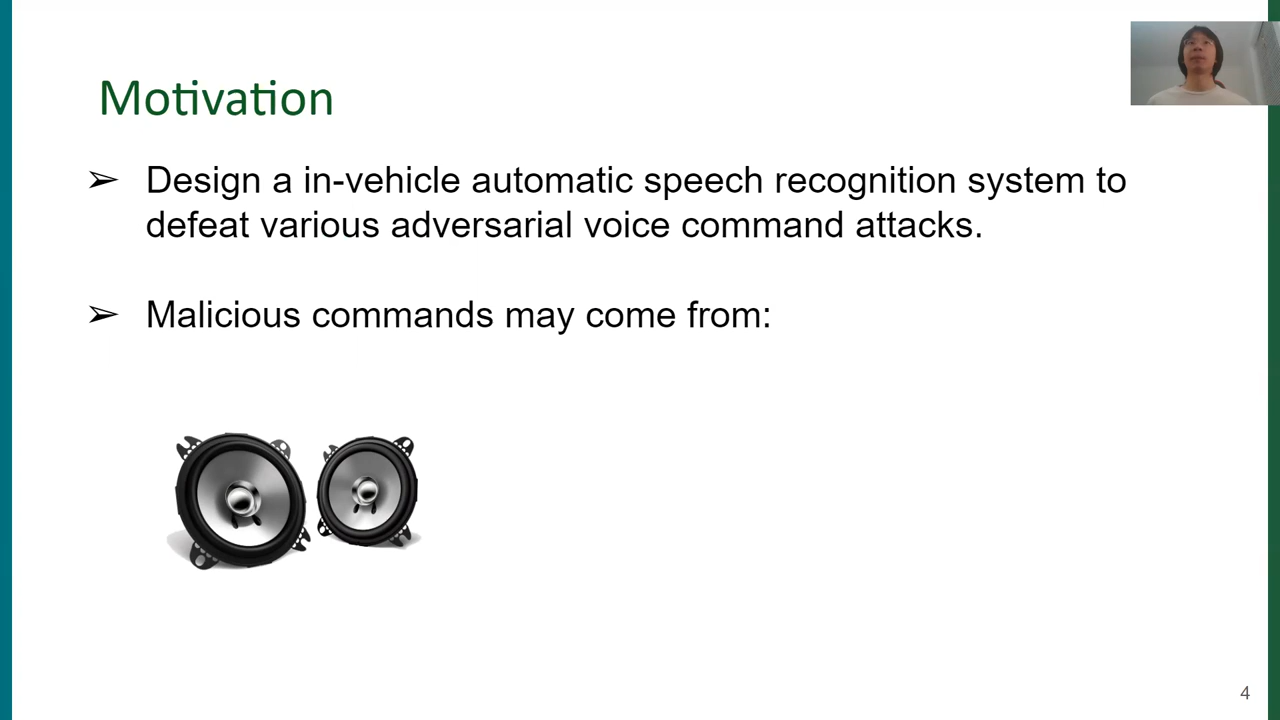 Motivation
➢ Design a in-vehicle automatic speech recognition system to
defeat various adversarial voice command attacks.
➢ Malicious commands may come from:
4